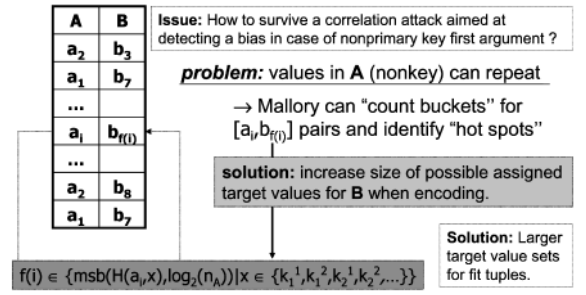 A B
a₂ b₃
a₁ b₇
...
aᵢ b_f(i)
...
a₂ b₈
a₁ b₇
Issue: How to survive a correlation attack aimed at
detecting a bias in case of nonprimary key first argument ?
problem: values in A (nonkey) can repeat
→ Mallory can “count buckets” for
[aᵢ,b_f(i)] pairs and identify “hot spots”
solution: increase size of possible assigned
target values for B when encoding.
Solution: Larger
target value sets
for fit tuples.
f(i) ∈ {msb(H(aᵢ,x),log₂(n_A))|x ∈ {k₁¹,k₁²,k₂¹,k₂²,...}}